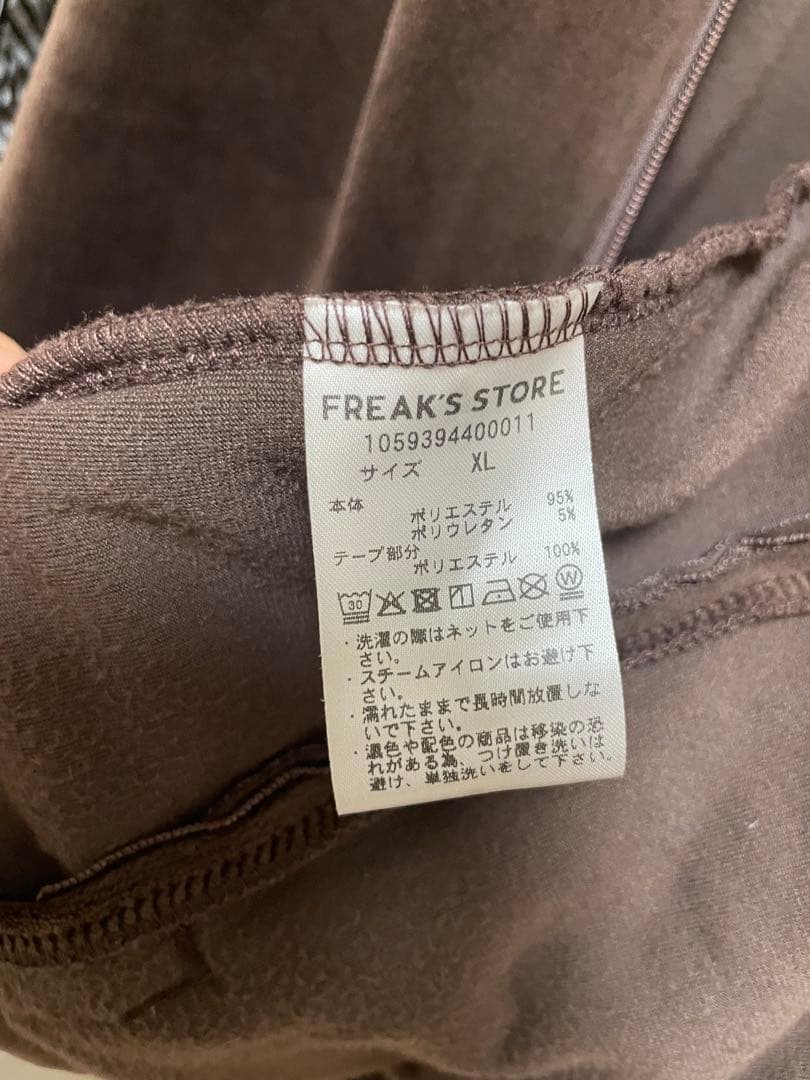 FREAK'S STORE
1059394400011
サイズ XL
本体 ポリエステル 95%
ポリウレタン 5%
テープ部分 ポリエステル 100%
30 W
・洗濯の際はネットをご使用下
さい。
・スチームアイロンはお避け下
さい。
・濡れたままで長時間放置しな
いで下さい。
・濃色や配色の商品は移染の恐
れがある為、つけ置き洗いは
避け、単独洗いをして下さい。